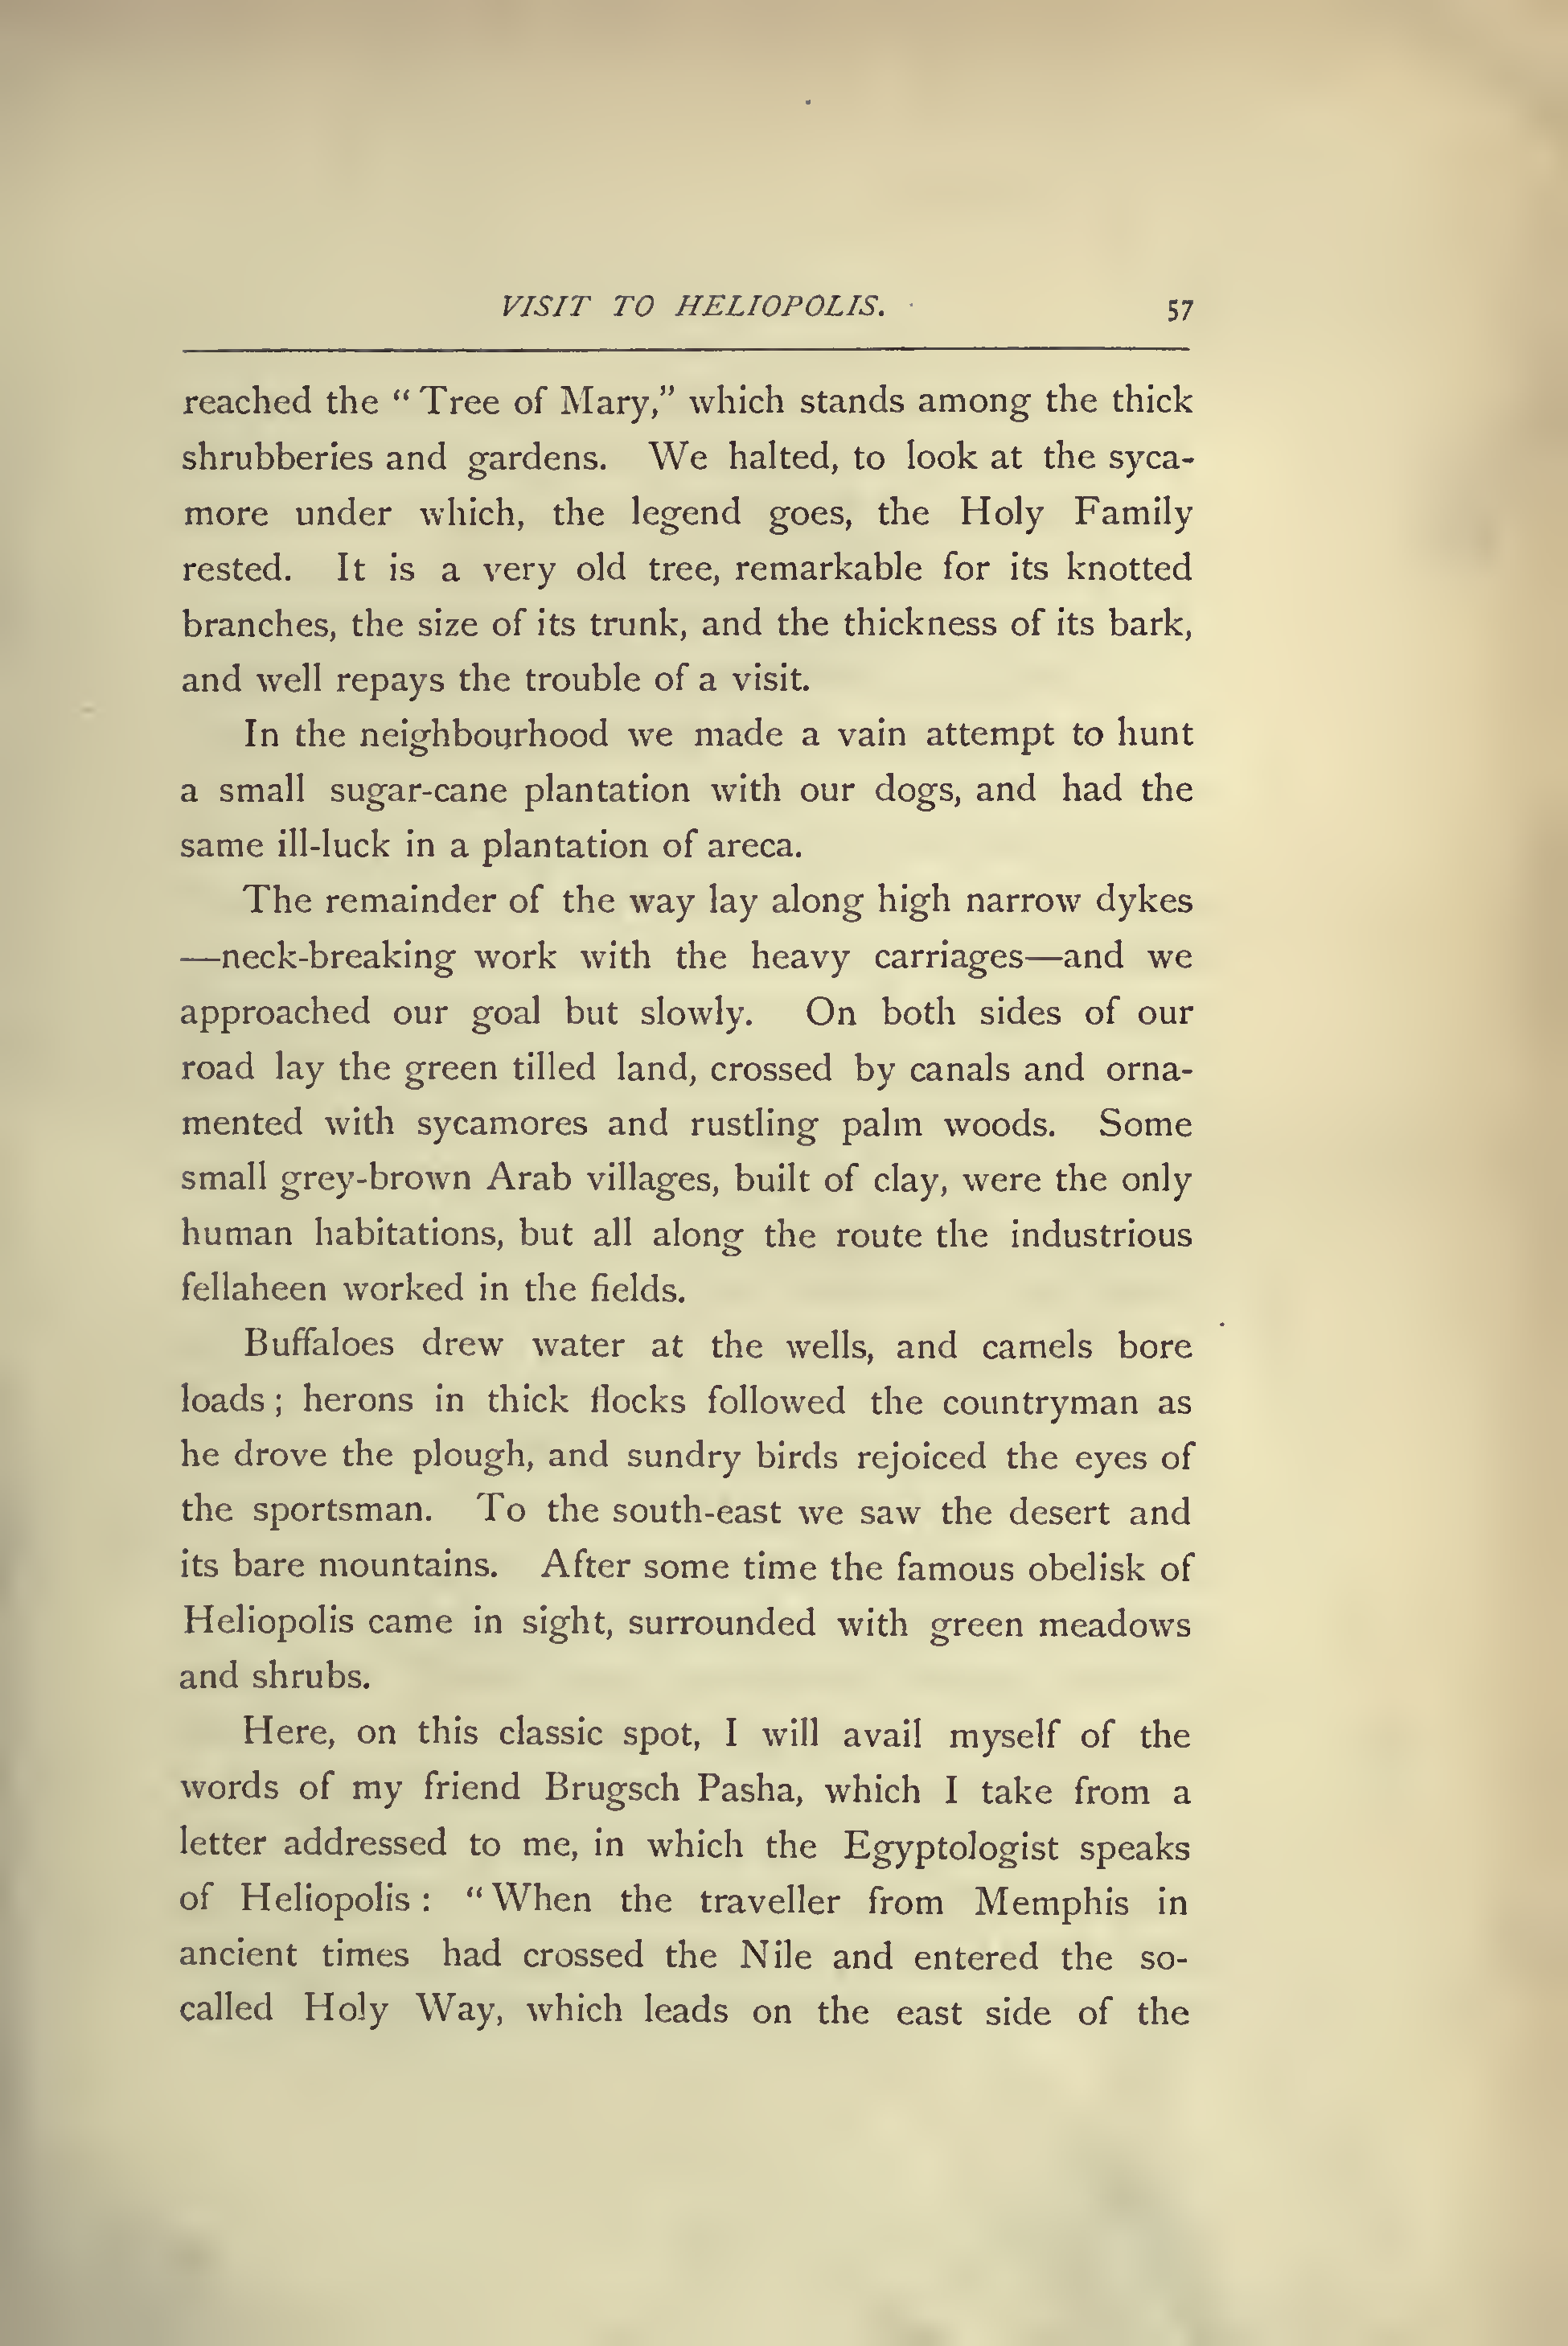 VISIT TO HELIOPOLIS. 57
reached the “Tree of Mary,” which stands among the thick
shrubberies and gardens. We halted, to look at the syca-
more under which, the legend goes, the Holy Family
rested. It is a very old tree, remarkable for its knotted
branches, the size of its trunk, and the thickness of its bark,
and well repays the trouble of a visit.
In the neighbourhood we made a vain attempt to hunt
a small sugar-cane plantation with our dogs, and had the
same ill-luck in a plantation of areca.
The remainder of the way lay along high narrow dykes
—neck-breaking work with the heavy carriages—and we
approached our goal but slowly. On both sides of our
road lay the green tilled land, crossed by canals and orna-
mented with sycamores and rustling palm woods. Some
small grey-brown Arab villages, built of clay, were the only
human habitations, but all along the route the industrious
fellaheen worked in the fields.
Buffaloes drew water at the wells, and camels bore
loads; herons in thick flocks followed the countryman as
he drove the plough, and sundry birds rejoiced the eyes of
the sportsman. To the south-east we saw the desert and
its bare mountains. After some time the famous obelisk of
Heliopolis came in sight, surrounded with green meadows
and shrubs.
Here, on this classic spot, I will avail myself of the
words of my friend Brugsch Pasha, which I take from a
letter addressed to me, in which the Egyptologist speaks
of Heliopolis: “When the traveller from Memphis in
ancient times had crossed the Nile and entered the so-
called Holy Way, which leads on the east side of the